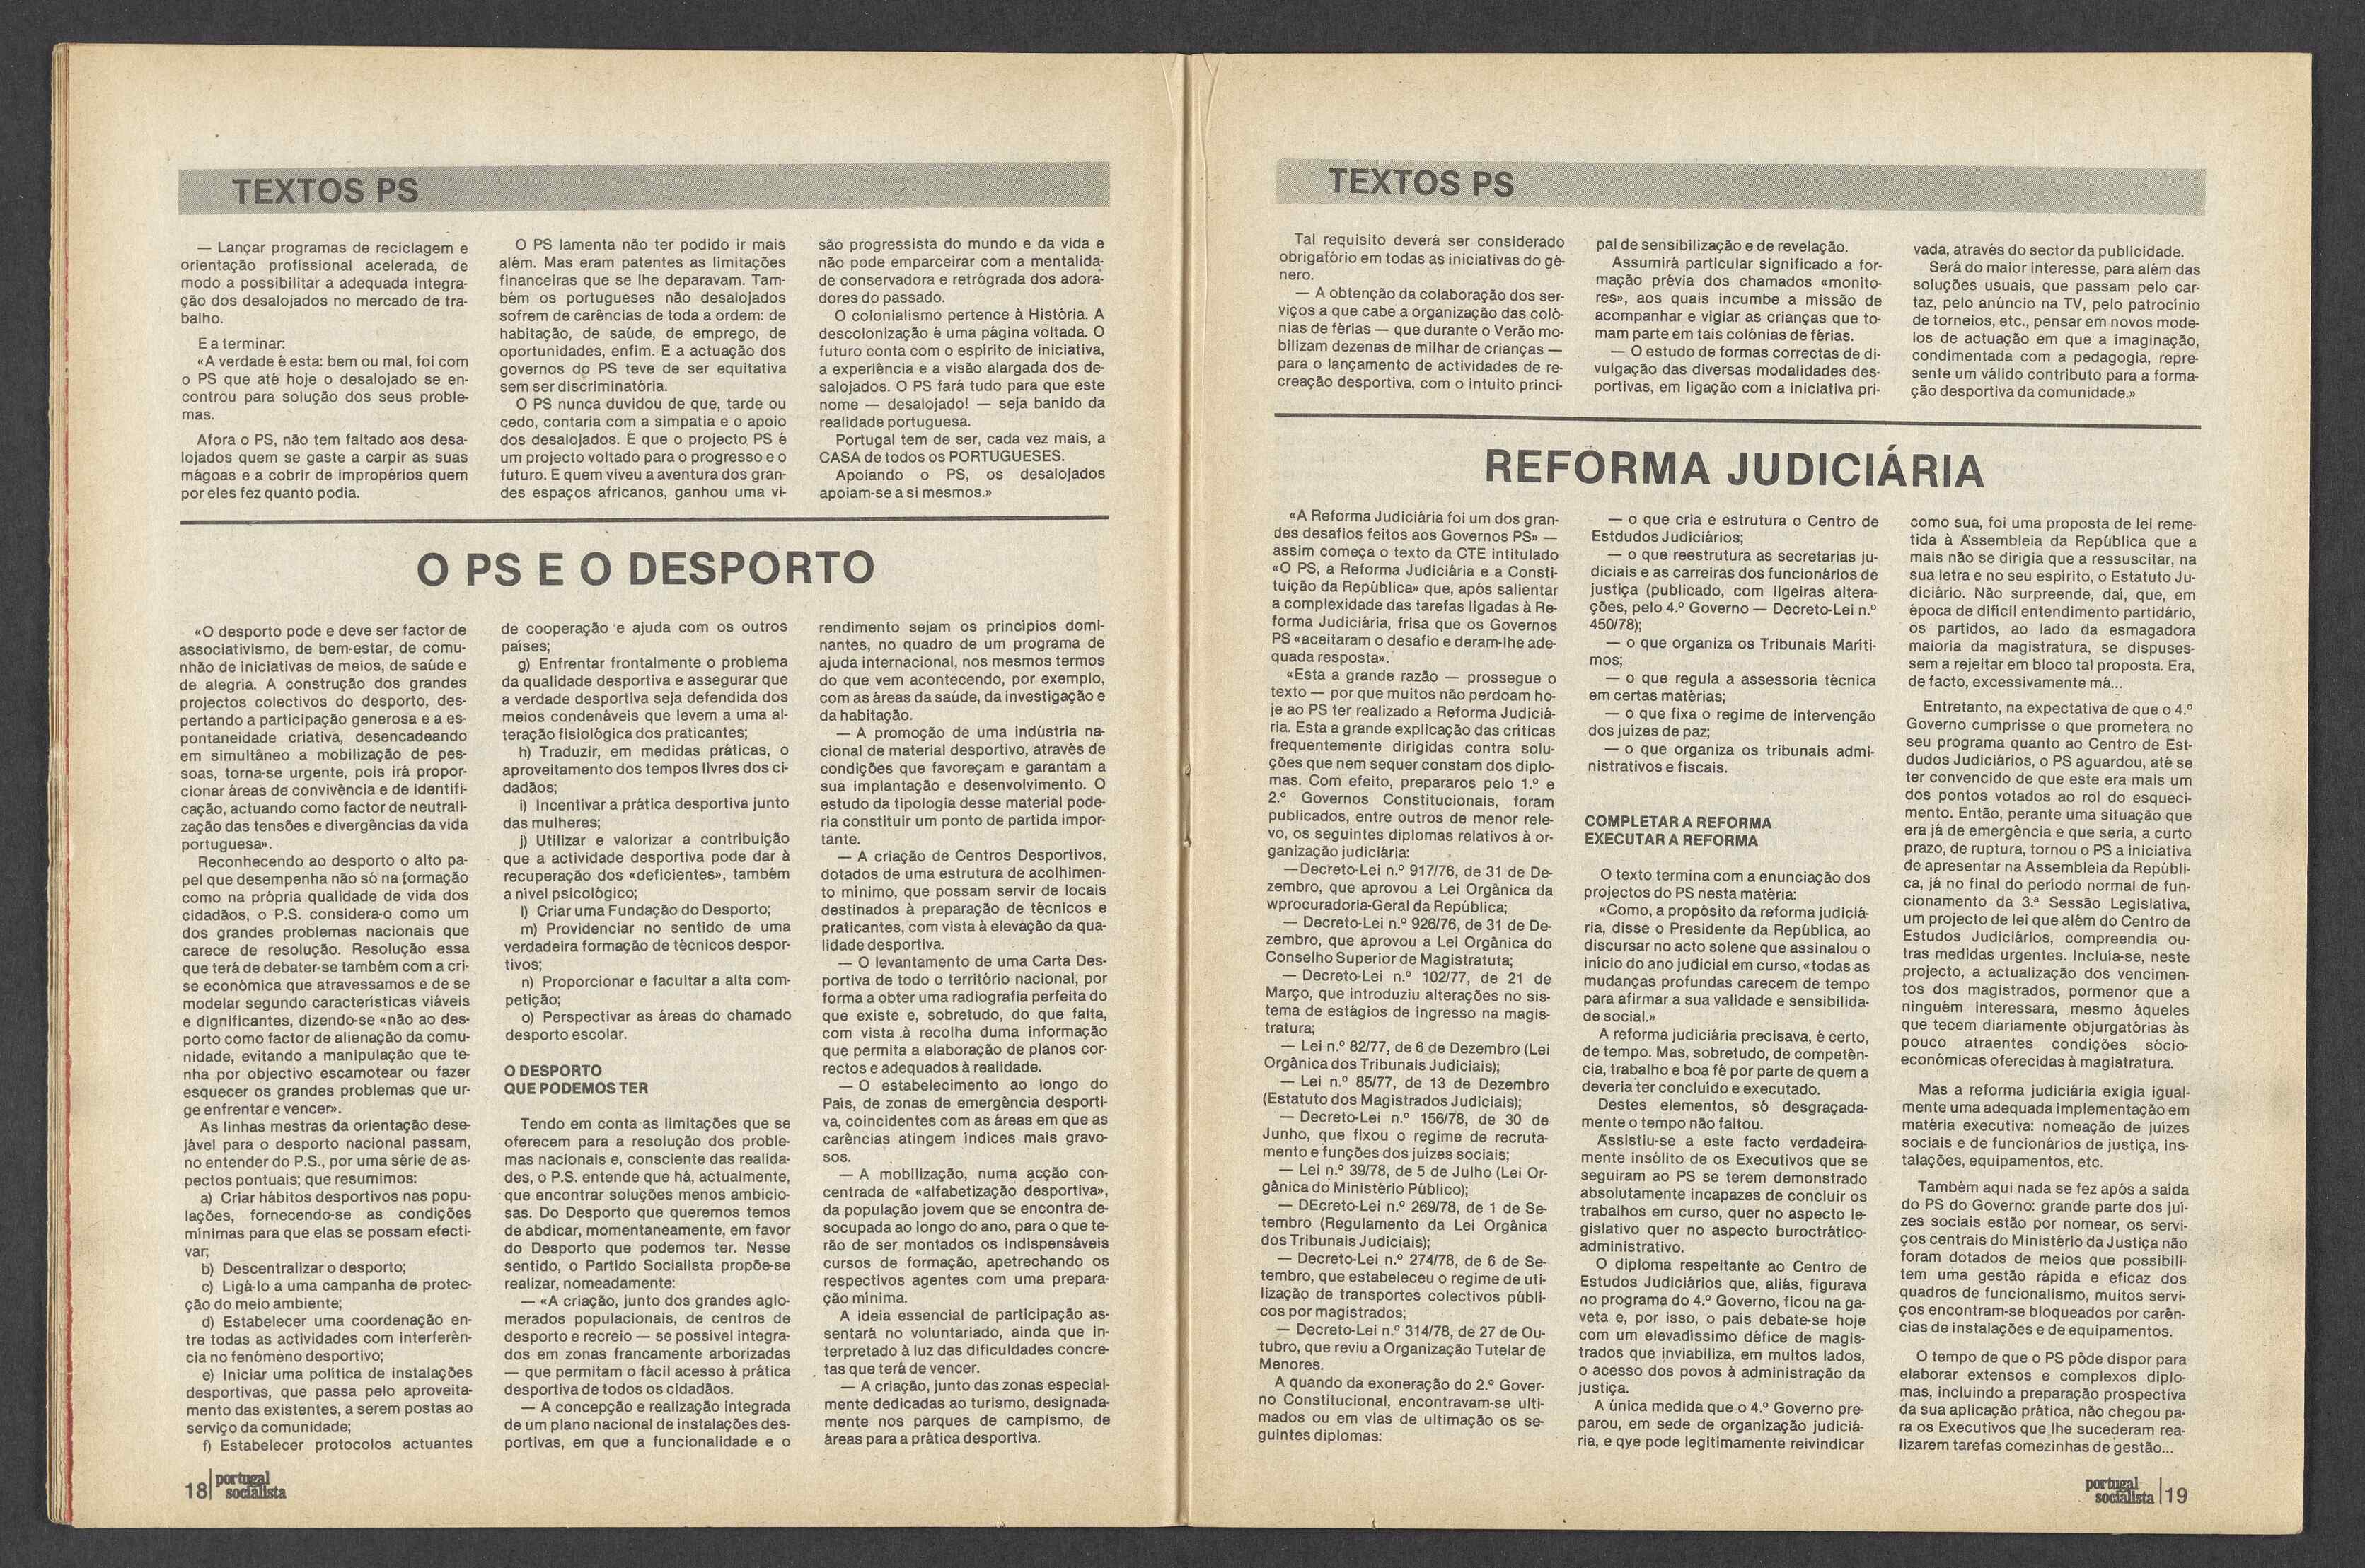 TEXTOS PS
— Lançar programas de reciclagem e
orientação profissional acelerada, de
modo a possibilitar a adequada integra-
ção dos desalojados no mercado de tra-
balho.
E a terminar:
«A verdade é esta: bem ou mal, foi com
o PS que até hoje o desalojado se en-
controu para solução dos seus proble-
mas.
Afora o PS, não tem faltado aos desa-
lojados quem se gaste a carpir as suas
mágoas e a cobrir de impropérios quem
por eles fez quanto podia.
O PS lamenta não ter podido ir mais
além. Mas eram patentes as limitações
financeiras que se lhe deparavam. Tam-
bém os portugueses não desalojados
sofrem de carências de toda a ordem: de
habitação, de saúde, de emprego, de
oportunidades, enfim. E a actuação dos
governos do PS teve de ser equitativa
sem ser discriminatória.
O PS nunca duvidou de que, tarde ou
cedo, contaria com a simpatia e o apoio
dos desalojados. É que o projecto PS é
um projecto voltado para o progresso e o
futuro. E quem viveu a aventura dos gran-
des espaços africanos, ganhou uma vi-
são progressista do mundo e da vida e
não pode emparceirar com a mentalida-
de conservadora e retrógrada dos adora-
dores do passado.
O colonialismo pertence à História. A
descolonização é uma página voltada. O
futuro conta com o espírito de iniciativa,
a experiência e a visão alargada dos de-
salojados. O PS fará tudo para que este
nome — desalojado! — seja banido da
realidade portuguesa.
Portugal tem de ser, cada vez mais, a
CASA de todos os PORTUGUESES.
Apoiando o PS, os desalojados
apoiam-se a si mesmos.»
O PS E O DESPORTO
«O desporto pode e deve ser factor de
associativismo, de bem-estar, de comu-
nhão de iniciativas de meios, de saúde e
de alegria. A construção dos grandes
projectos colectivos do desporto, des-
pertando a participação generosa e a es-
pontaneidade criativa, desencadeando
em simultâneo a mobilização de pes-
soas, torna-se urgente, pois irá propor-
cionar áreas de convivência e de identifi-
cação, actuando como factor de neutrali-
zação das tensões e divergências da vida
portuguesa».
Reconhecendo ao desporto o alto pa-
pel que desempenha não só na formação
como na própria qualidade de vida dos
cidadãos, o P.S. considera-o como um
dos grandes problemas nacionais que
carece de resolução. Resolução essa
que terá de debater-se também com a cri-
se económica que atravessamos e de se
modelar segundo características viáveis
e dignificantes, dizendo-se «não ao des-
porto como factor de alienação da comu-
nidade, evitando a manipulação que te-
nha por objectivo escamotear ou fazer
esquecer os grandes problemas que ur-
ge enfrentar e vencer».
As linhas mestras da orientação dese-
jável para o desporto nacional passam,
no entender do P.S., por uma série de as-
pectos pontuais; que resumimos:
a) Criar hábitos desportivos nas popu-
lações, fornecendo-se as condições
mínimas para que elas se possam efecti-
var;
b) Descentralizar o desporto;
c) Ligá-lo a uma campanha de protec-
ção do meio ambiente;
d) Estabelecer uma coordenação en-
tre todas as actividades com interferên-
cia no fenómeno desportivo;
e) Iniciar uma política de instalações
desportivas, que passa pelo aproveita-
mento das existentes, a serem postas ao
serviço da comunidade;
f) Estabelecer protocolos actuantes
de cooperação e ajuda com os outros
países;
g) Enfrentar frontalmente o problema
da qualidade desportiva e assegurar que
a verdade desportiva seja defendida dos
meios condenáveis que levem a uma al-
teração fisiológica dos praticantes;
h) Traduzir, em medidas práticas, o
aproveitamento dos tempos livres dos ci-
dadãos;
i) Incentivar a prática desportiva junto
das mulheres;
j) Utilizar e valorizar a contribuição
que a actividade desportiva pode dar à
recuperação dos «deficientes», também
a nível psicológico;
l) Criar uma Fundação do Desporto;
m) Providenciar no sentido de uma
verdadeira formação de técnicos despor-
tivos;
n) Proporcionar e facultar a alta com-
petição;
o) Perspectivar as áreas do chamado
desporto escolar.
O DESPORTO
QUE PODEMOS TER
Tendo em conta as limitações que se
oferecem para a resolução dos proble-
mas nacionais e, consciente das realida-
des, o P.S. entende que há, actualmente,
que encontrar soluções menos ambicio-
sas. Do Desporto que queremos temos
de abdicar, momentaneamente, em favor
do Desporto que podemos ter. Nesse
sentido, o Partido Socialista propõe-se
realizar, nomeadamente:
— «A criação, junto dos grandes aglo-
merados populacionais, de centros de
desporto e recreio — se possível integra-
dos em zonas francamente arborizadas
— que permitam o fácil acesso à prática
desportiva de todos os cidadãos.
— A concepção e realização integrada
de um plano nacional de instalações des-
portivas, em que a funcionalidade e o
rendimento sejam os princípios domi-
nantes, no quadro de um programa de
ajuda internacional, nos mesmos termos
do que vem acontecendo, por exemplo,
com as áreas da saúde, da investigação e
da habitação.
— A promoção de uma indústria na-
cional de material desportivo, através de
condições que favoreçam e garantam a
sua implantação e desenvolvimento. O
estudo da tipologia desse material pode-
ria constituir um ponto de partida impor-
tante.
— A criação de Centros Desportivos,
dotados de uma estrutura de acolhimen-
to mínimo, que possam servir de locais
destinados à preparação de técnicos e
praticantes, com vista à elevação da qua-
lidade desportiva.
— O levantamento de uma Carta Des-
portiva de todo o território nacional, por
forma a obter uma radiografia perfeita do
que existe e, sobretudo, do que falta,
com vista à recolha duma informação
que permita a elaboração de planos cor-
rectos e adequados à realidade.
— O estabelecimento ao longo do
País, de zonas de emergência desporti-
va, coincidentes com as áreas em que as
carências atingem índices mais gravo-
sos.
— A mobilização, numa acção con-
centrada de «alfabetização desportiva»,
da população jovem que se encontra de-
socupada ao longo do ano, para o que te-
rão de ser montados os indispensáveis
cursos de formação, apetrechando os
respectivos agentes com uma prepara-
ção mínima.
A ideia essencial de participação as-
sentará no voluntariado, ainda que in-
terpretado à luz das dificuldades concre-
tas que terá de vencer.
— A criação, junto das zonas especial-
mente dedicadas ao turismo, designada-
mente nos parques de campismo, de
áreas para a prática desportiva.
18 portugal
socialista
TEXTOS PS
Tal requisito deverá ser considerado
obrigatório em todas as iniciativas do gé-
nero.
— A obtenção da colaboração dos ser-
viços a que cabe a organização das coló-
nias de férias — que durante o Verão mo-
bilizam dezenas de milhar de crianças —
para o lançamento de actividades de re-
creação desportiva, com o intuito princi-
pal de sensibilização e de revelação.
Assumirá particular significado a for-
mação prévia dos chamados «monito-
res», aos quais incumbe a missão de
acompanhar e vigiar as crianças que to-
mam parte em tais colónias de férias.
— O estudo de formas correctas de di-
vulgação das diversas modalidades des-
portivas, em ligação com a iniciativa pri-
vada, através do sector da publicidade.
Será do maior interesse, para além das
soluções usuais, que passam pelo car-
taz, pelo anúncio na TV, pelo patrocínio
de torneios, etc., pensar em novos mode-
los de actuação em que a imaginação,
condimentada com a pedagogia, repre-
sente um válido contributo para a forma-
ção desportiva da comunidade.»
REFORMA JUDICIÁRIA
«A Reforma Judiciária foi um dos gran-
des desafios feitos aos Governos PS» —
assim começa o texto da CTE intitulado
«O PS, a Reforma Judiciária e a Consti-
tuição da República» que, após salientar
a complexidade das tarefas ligadas à Re-
forma Judiciária, frisa que os Governos
PS «aceitaram o desafio e deram-lhe ade-
quada resposta».
«Esta a grande razão — prossegue o
texto — por que muitos não perdoam ho-
je ao PS ter realizado a Reforma Judiciá-
ria. Esta a grande explicação das críticas
frequentemente dirigidas contra solu-
ções que nem sequer constam dos diplo-
mas. Com efeito, prepararos pelo 1.º e
2.º Governos Constitucionais, foram
publicados, entre outros de menor rele-
vo, os seguintes diplomas relativos à or-
ganização judiciária:
—Decreto-Lei n.º 917/76, de 31 de De-
zembro, que aprovou a Lei Orgânica da
wprocuradoria-Geral da República;
— Decreto-Lei n.º 926/76, de 31 de De-
zembro, que aprovou a Lei Orgânica do
Conselho Superior de Magistratuta;
— Decreto-Lei n.º 102/77, de 21 de
Março, que introduziu alterações no sis-
tema de estágios de ingresso na magis-
tratura;
— Lei n.º 82/77, de 6 de Dezembro (Lei
Orgânica dos Tribunais Judiciais);
— Lei n.º 85/77, de 13 de Dezembro
(Estatuto dos Magistrados Judiciais);
— Decreto-Lei n.º 156/78, de 30 de
Junho, que fixou o regime de recruta-
mento e funções dos juízes sociais;
— Lei n.º 39/78, de 5 de Julho (Lei Or-
gânica do Ministério Público);
— DEcreto-Lei n.º 269/78, de 1 de Se-
tembro (Regulamento da Lei Orgânica
dos Tribunais Judiciais);
— Decreto-Lei n.º 274/78, de 6 de Se-
tembro, que estabeleceu o regime de uti-
lização de transportes colectivos públi-
cos por magistrados;
— Decreto-Lei n.º 314/78, de 27 de Ou-
tubro, que reviu a Organização Tutelar de
Menores.
A quando da exoneração do 2.º Gover-
no Constitucional, encontravam-se ulti-
mados ou em vias de ultimação os se-
guintes diplomas:
— o que cria e estrutura o Centro de
Estdudos Judiciários;
— o que reestrutura as secretarias ju-
diciais e as carreiras dos funcionários de
justiça (publicado, com ligeiras altera-
ções, pelo 4.º Governo — Decreto-Lei n.º
450/78);
— o que organiza os Tribunais Maríti-
mos;
— o que regula a assessoria técnica
em certas matérias;
— o que fixa o regime de intervenção
dos juízes de paz;
— o que organiza os tribunais admi-
nistrativos e fiscais.
COMPLETAR A REFORMA
EXECUTAR A REFORMA
O texto termina com a enunciação dos
projectos do PS nesta matéria:
«Como, a propósito da reforma judiciá-
ria, disse o Presidente da República, ao
discursar no acto solene que assinalou o
início do ano judicial em curso, «todas as
mudanças profundas carecem de tempo
para afirmar a sua validade e sensibilida-
de social.»
A reforma judiciária precisava, é certo,
de tempo. Mas, sobretudo, de competên-
cia, trabalho e boa fé por parte de quem a
deveria ter concluído e executado.
Destes elementos, só desgraçada-
mente o tempo não faltou.
Assistiu-se a este facto verdadeira-
mente insólito de os Executivos que se
seguiram ao PS se terem demonstrado
absolutamente incapazes de concluir os
trabalhos em curso, quer no aspecto le-
gislativo quer no aspecto buroctrático-
administrativo.
O diploma respeitante ao Centro de
Estudos Judiciários que, aliás, figurava
no programa do 4.º Governo, ficou na ga-
veta e, por isso, o país debate-se hoje
com um elevadíssimo défice de magis-
trados que inviabiliza, em muitos lados,
o acesso dos povos à administração da
justiça.
A única medida que o 4.º Governo pre-
parou, em sede de organização judiciá-
ria, e qye pode legitimamente reivindicar
como sua, foi uma proposta de lei reme-
tida à Assembleia da República que a
mais não se dirigia que a ressuscitar, na
sua letra e no seu espírito, o Estatuto Ju-
diciário. Não surpreende, daí, que, em
época de difícil entendimento partidário,
os partidos, ao lado da esmagadora
maioria da magistratura, se dispuses-
sem a rejeitar em bloco tal proposta. Era,
de facto, excessivamente má...
Entretanto, na expectativa de que o 4.º
Governo cumprisse o que prometera no
seu programa quanto ao Centro de Est-
dudos Judiciários, o PS aguardou, até se
ter convencido de que este era mais um
dos pontos votados ao rol do esqueci-
mento. Então, perante uma situação que
era já de emergência e que seria, a curto
prazo, de ruptura, tornou o PS a iniciativa
de apresentar na Assembleia da Repúbli-
ca, já no final do período normal de fun-
cionamento da 3.ª Sessão Legislativa,
um projecto de lei que além do Centro de
Estudos Judiciários, compreendia ou-
tras medidas urgentes. Incluía-se, neste
projecto, a actualização dos vencimen-
tos dos magistrados, pormenor que a
ninguém interessara, mesmo àqueles
que tecem diariamente objurgatórias às
pouco atraentes condições sócio-
económicas oferecidas à magistratura.
Mas a reforma judiciária exigia igual-
mente uma adequada implementação em
matéria executiva: nomeação de juízes
sociais e de funcionários de justiça, ins-
talações, equipamentos, etc.
Também aqui nada se fez após a saída
do PS do Governo: grande parte dos juí-
zes sociais estão por nomear, os servi-
ços centrais do Ministério da Justiça não
foram dotados de meios que possibili-
tem uma gestão rápida e eficaz dos
quadros de funcionalismo, muitos servi-
ços encontram-se bloqueados por carên-
cias de instalações e de equipamentos.
O tempo de que o PS pôde dispor para
elaborar extensos e complexos diplo-
mas, incluindo a preparação prospectiva
da sua aplicação prática, não chegou pa-
ra os Executivos que lhe sucederam rea-
lizarem tarefas comezinhas de gestão...
portugal
socialista 19